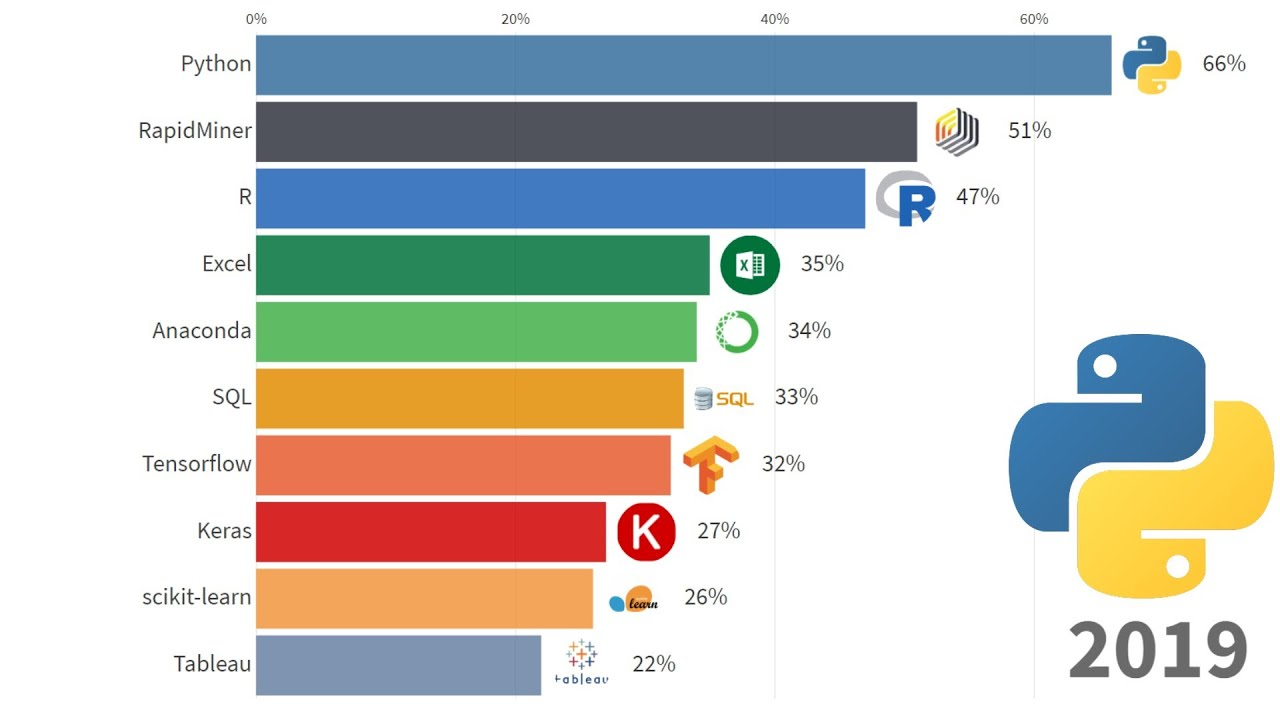 0% 20% 40% 60%
Python 66%
RapidMiner 51%
R R 47%
Excel X 35%
Anaconda 34%
SQL SQL 33%
Tensorflow 32%
Keras K 27%
scikit-learn learn 26%
Tableau +ableau 22%
2019